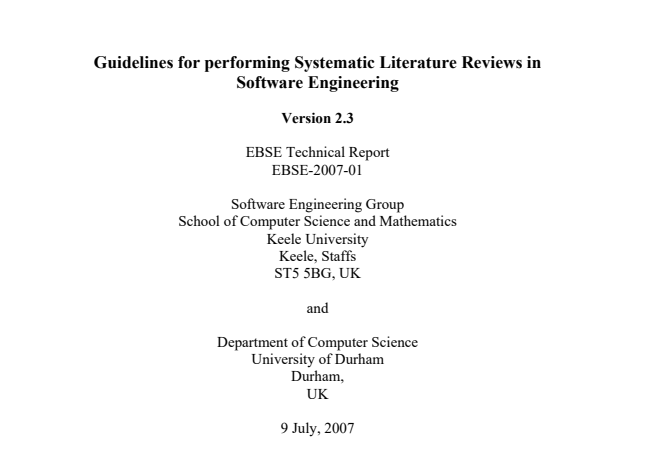 Guidelines for performing Systematic Literature Reviews in
Software Engineering
Version 2.3
EBSE Technical Report
EBSE-2007-01
Software Engineering Group
School of Computer Science and Mathematics
Keele University
Keele, Staffs
ST5 5BG, UK
and
Department of Computer Science
University of Durham
Durham,
UK
9 July, 2007